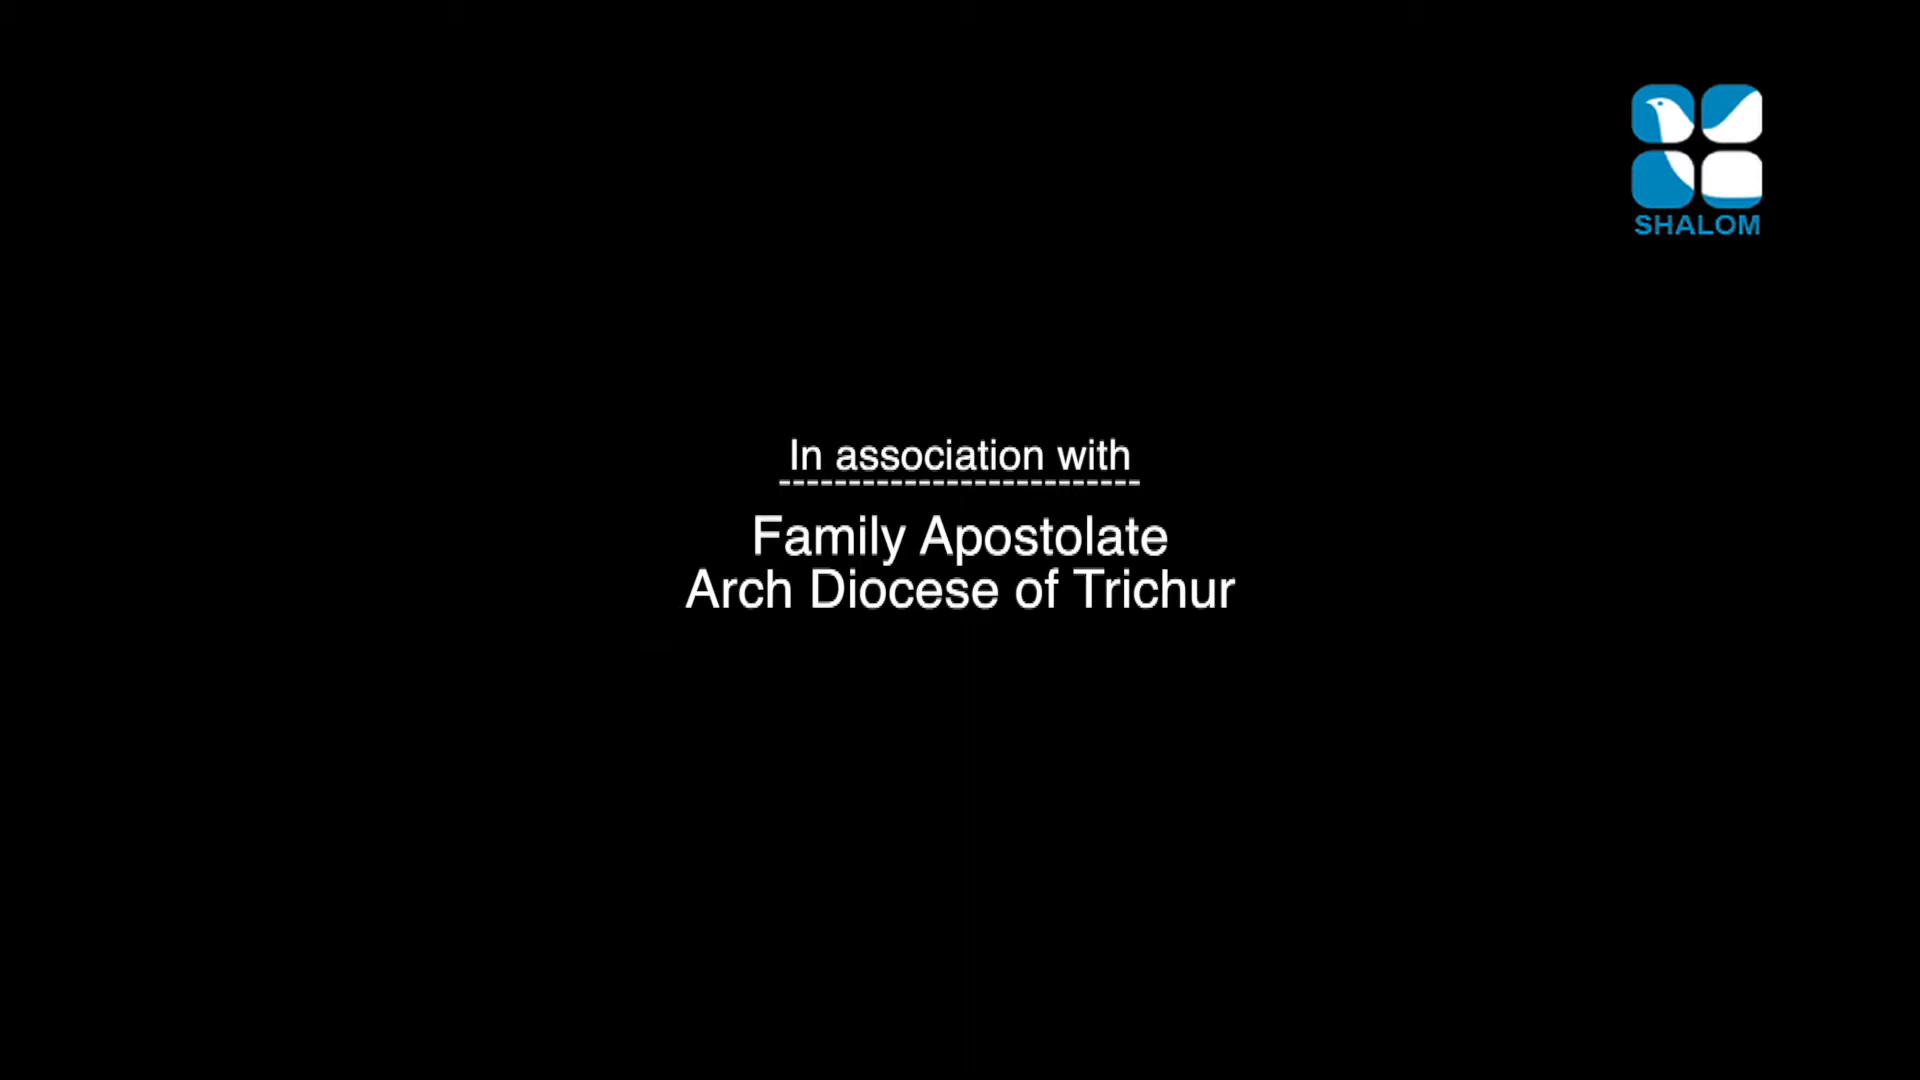 SHALOM
In association with
--------------------------
Family Apostolate
Arch Diocese of Trichur